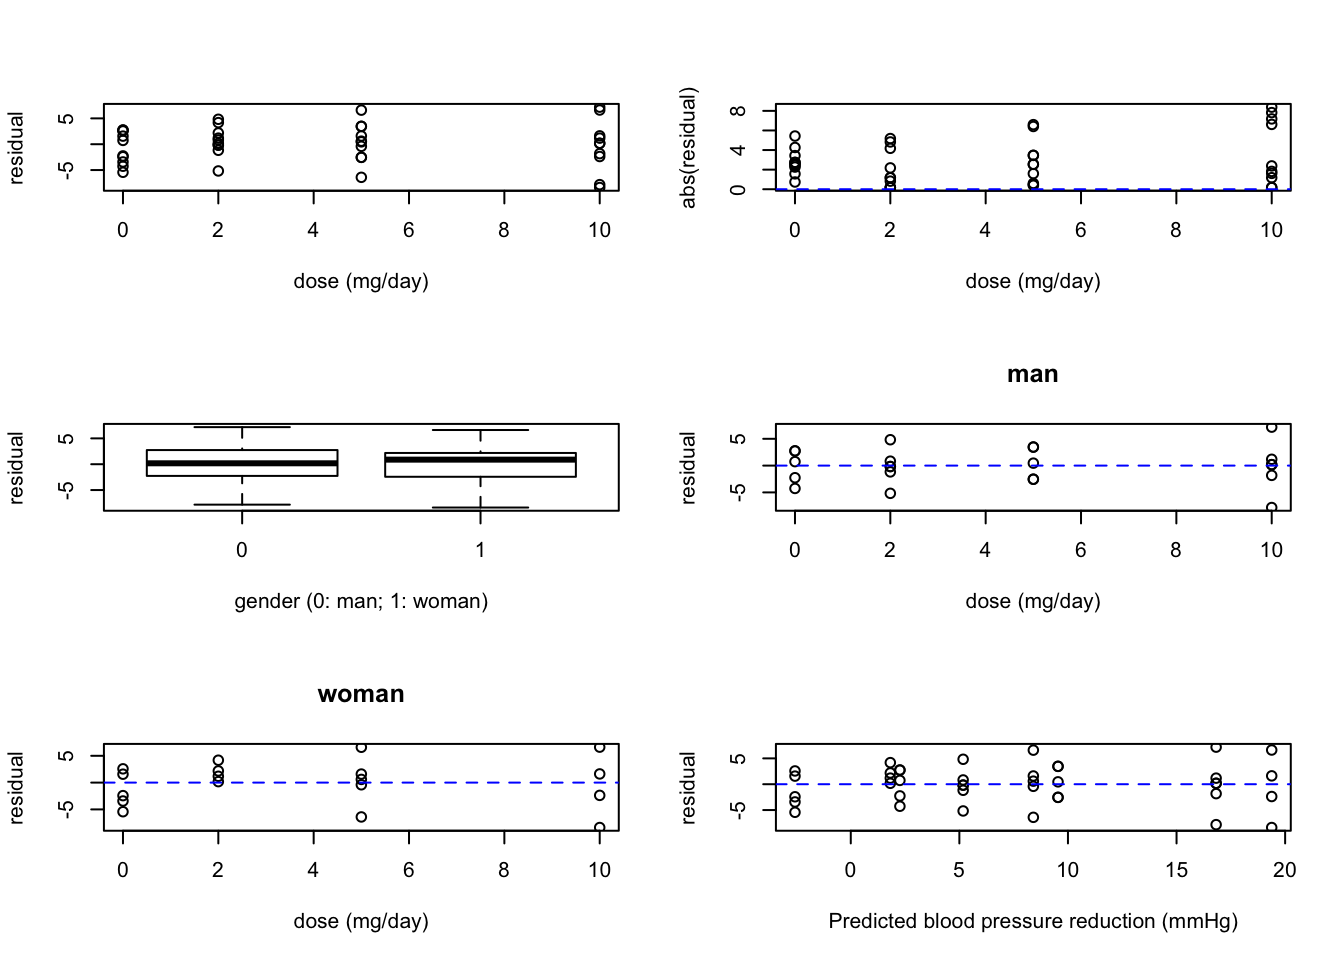 residual
5
-5
0 2 4 6 8 10
dose (mg/day)
abs(residual)
8
4
0
0 2 4 6 8 10
dose (mg/day)
residual
5
-5
0 1
gender (0: man; 1: woman)
man
residual
5
-5
0 2 4 6 8 10
dose (mg/day)
woman
residual
5
-5
0 2 4 6 8 10
dose (mg/day)
residual
5
-5
0 5 10 15 20
Predicted blood pressure reduction (mmHg)